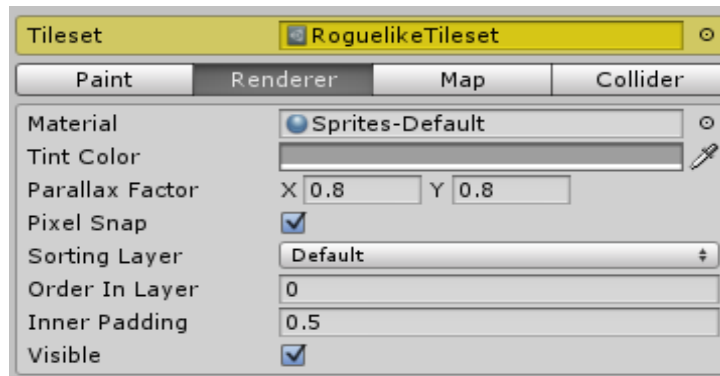 Tileset RoguelikeTileset
Paint Renderer Map Collider
Material Sprites-Default
Tint Color
Parallax Factor X 0.8 Y 0.8
Pixel Snap
Sorting Layer Default
Order In Layer 0
Inner Padding 0.5
Visible